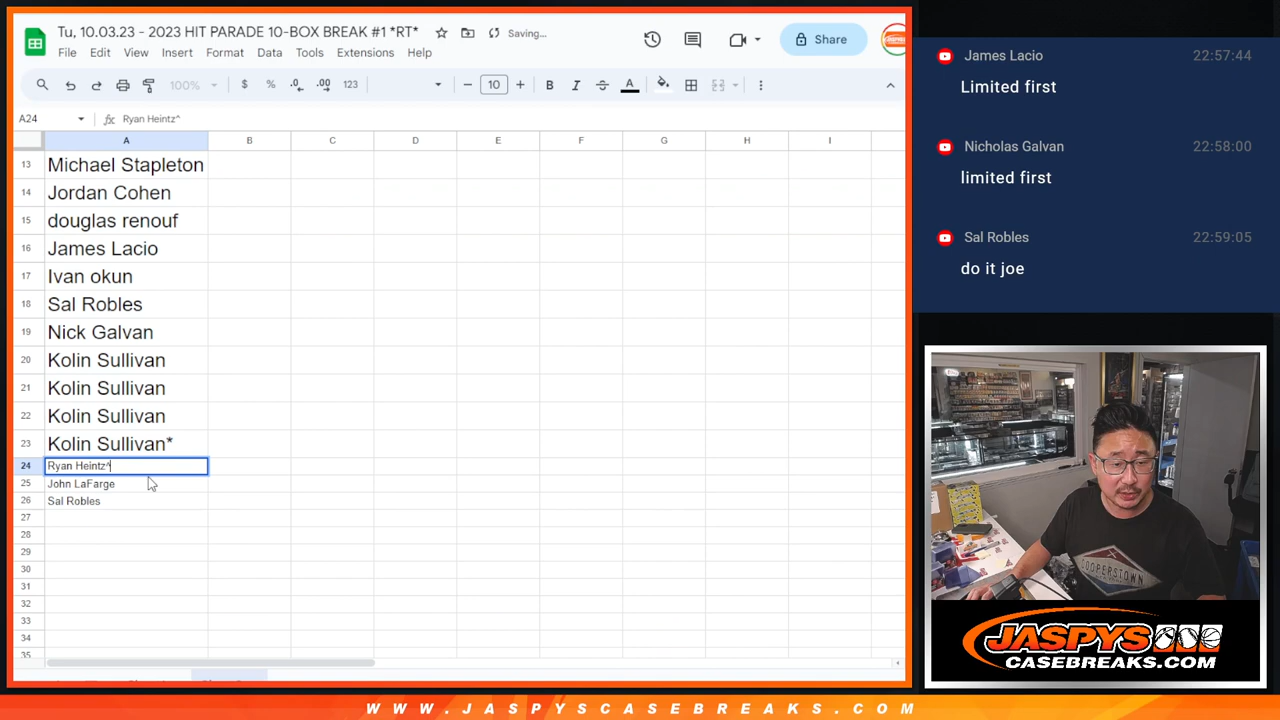 Tu, 10.03.23 - 2023 HIT PARADE 10-BOX BREAK #1 *RT*
Saving...
File Edit View Insert Format Data Tools Extensions Help
Share
100% $ % .0 .00 123 10 B I A
A24 fx Ryan Heintz^
A B C D E F G H I
13 Michael Stapleton
14 Jordan Cohen
15 douglas renouf
16 James Lacio
17 Ivan okun
18 Sal Robles
19 Nick Galvan
20 Kolin Sullivan
21 Kolin Sullivan
22 Kolin Sullivan
23 Kolin Sullivan*
24 Ryan Heintz^
25 John LaFarge
26 Sal Robles
27
28
29
30
31
32
33
34
35
James Lacio 22:57:44
Limited first
Nicholas Galvan 22:58:00
limited first
Sal Robles 22:59:05
do it joe
COOPERSTOWN
JASPYS
CASEBREAKS.COM
WWW.JASPYSCASEBREAKS.COM